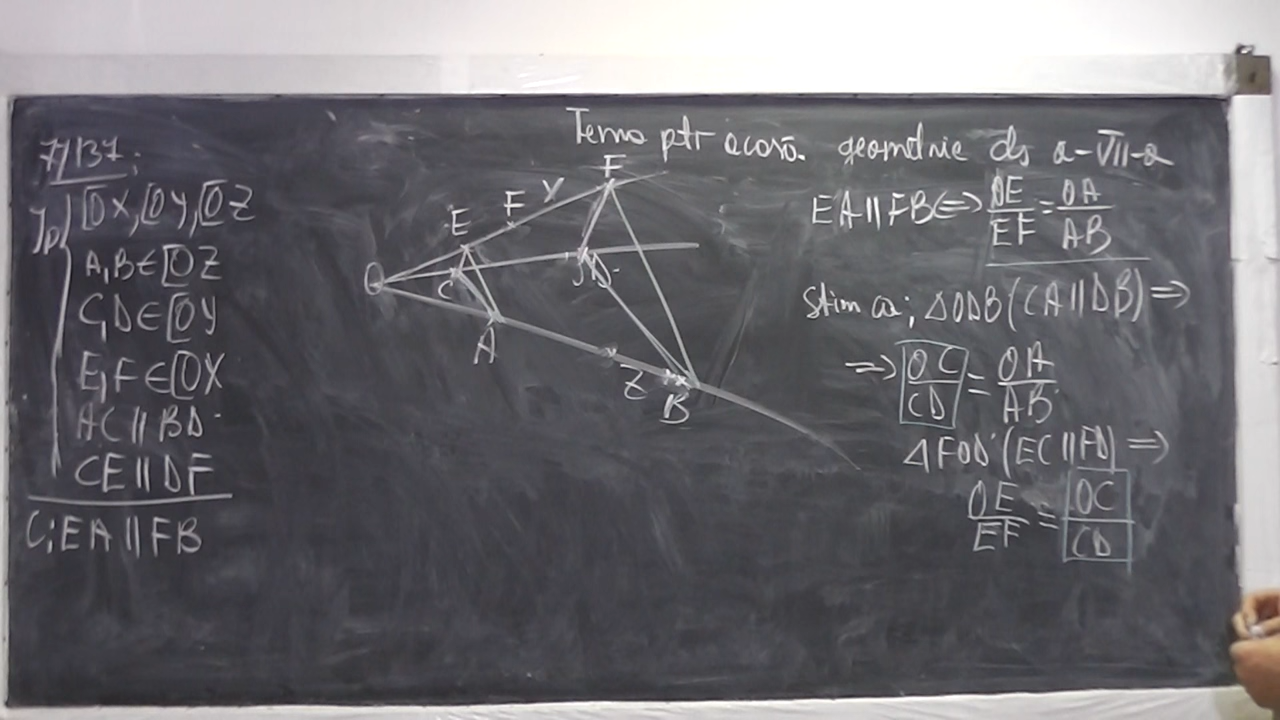 Tema ptr acasă. geometrie cls a-VII-a
7/137:
Ip [OX,[OY,[OZ
A,B∈[OZ
C,D∈[OY
E,F∈[OX
AC∥BD
CE∥DF
C:EA∥FB
E F Y F
O C D
A Z B
EA∥FB⇔OE/EF=OA/AB
Stim că; ΔODB(CA∥DB)⇒
⇒OC/CD=OA/AB
ΔFOD(EC∥FD)⇒
OE/EF=OC/CD